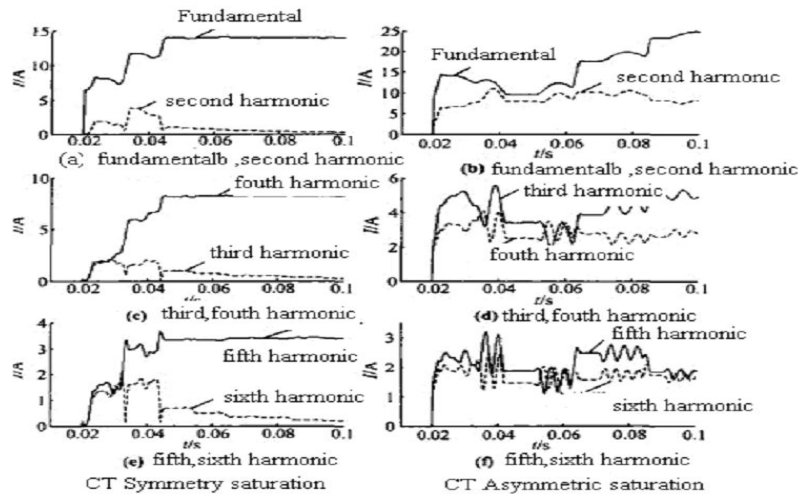 Fundamental
15
10
5
0
I/A
second harmonic
0.02 0.04 0.06 0.08 0.1
(a) fundamentalb ,second harmonic
25
20
15
10
5
0
I/A
Fundamental
second harmonic
0.02 0.04 0.06 0.08 0.1
t/s
(b) fundamentalb ,second harmonic
10
5
0
I/A
fouth harmonic
third harmonic
0.02 0.04 0.06 0.08 0.1
(c) third,fouth harmonic
6
4
2
0
I/A
third harmonic
fouth harmonic
0.02 0.04 0.06 0.08 0.1
t/s
(d) third,fouth harmonic
4
3
2
1
0
I/A
fifth harmonic
sixth harmonic
0.02 0.04 0.06 0.08 0.1
t/s
(e) fifth,sixth harmonic
CT Symmetry saturation
4
3
2
1
0
I/A
fifth harmonic
sixth harmonic
0.02 0.04 0.06 0.08 0.1
t/s
(f) fifth,sixth harmonic
CT Asymmetric saturation